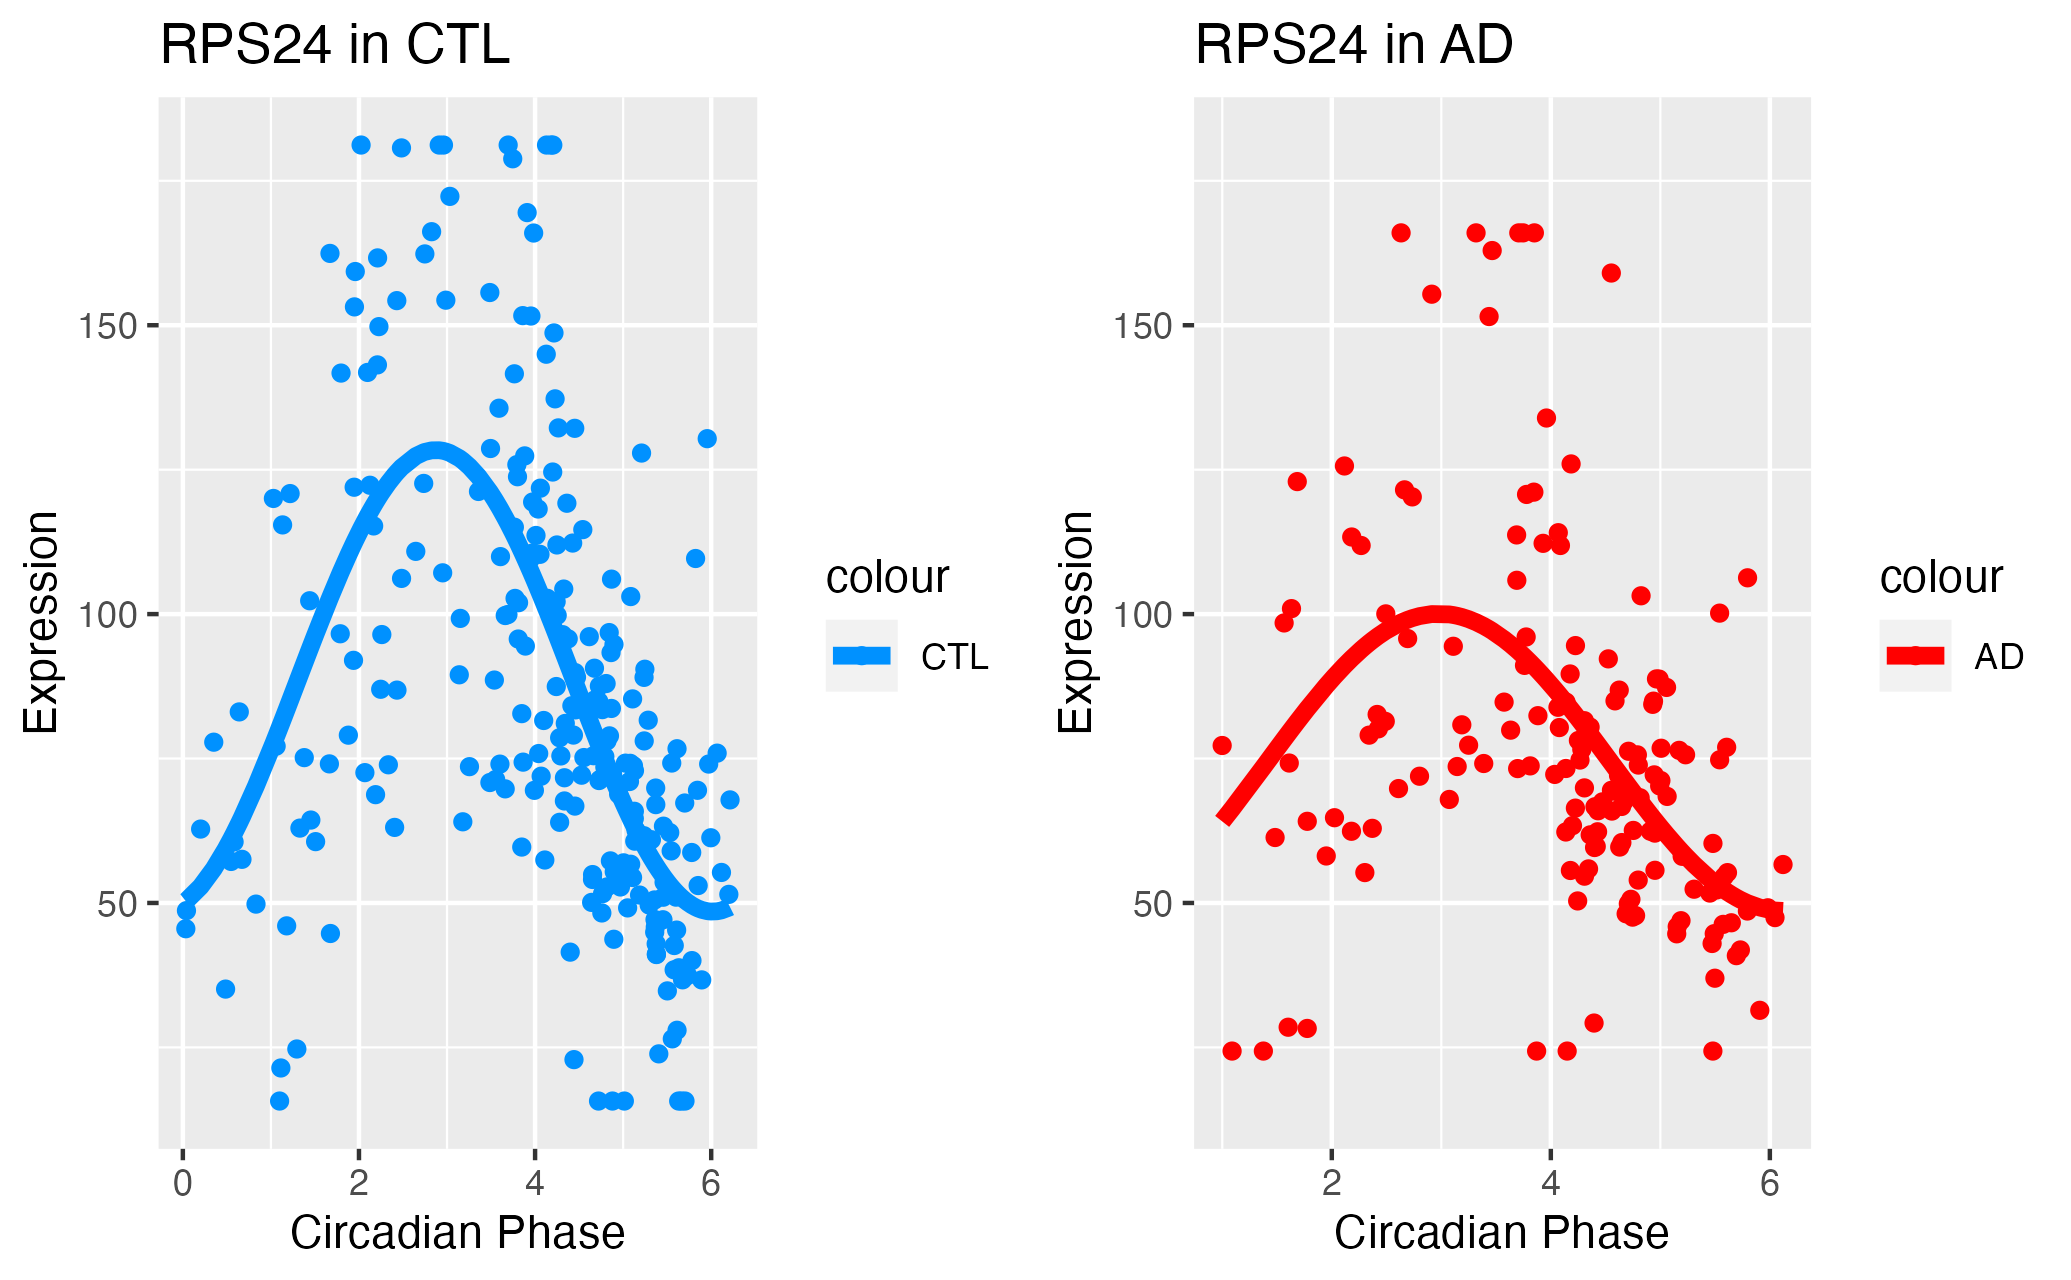 RPS24 in CTL
150
100
50
Expression
0 2 4 6
Circadian Phase
colour
CTL
RPS24 in AD
150
100
50
Expression
2 4 6
Circadian Phase
colour
AD